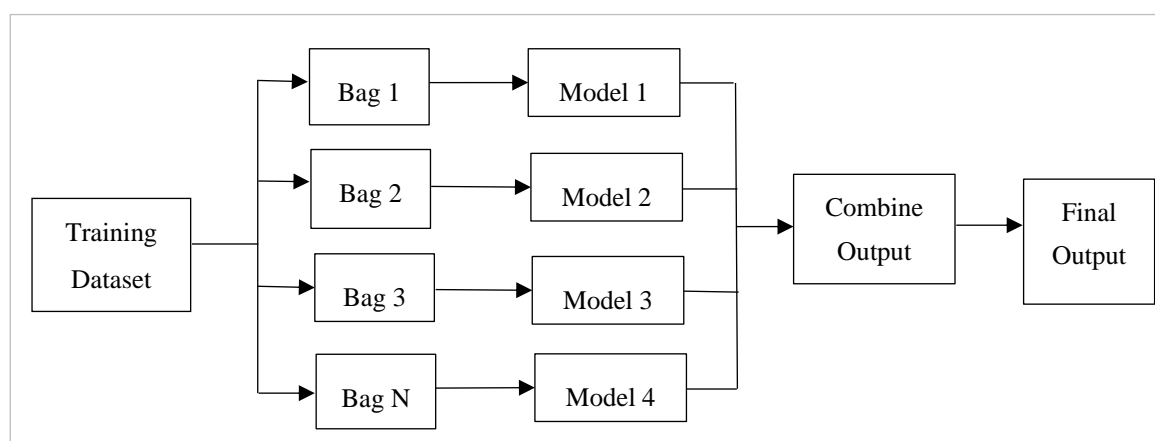 Training
Dataset
Bag 1
Model 1
Bag 2
Model 2
Bag 3
Model 3
Bag N
Model 4
Combine
Output
Final
Output